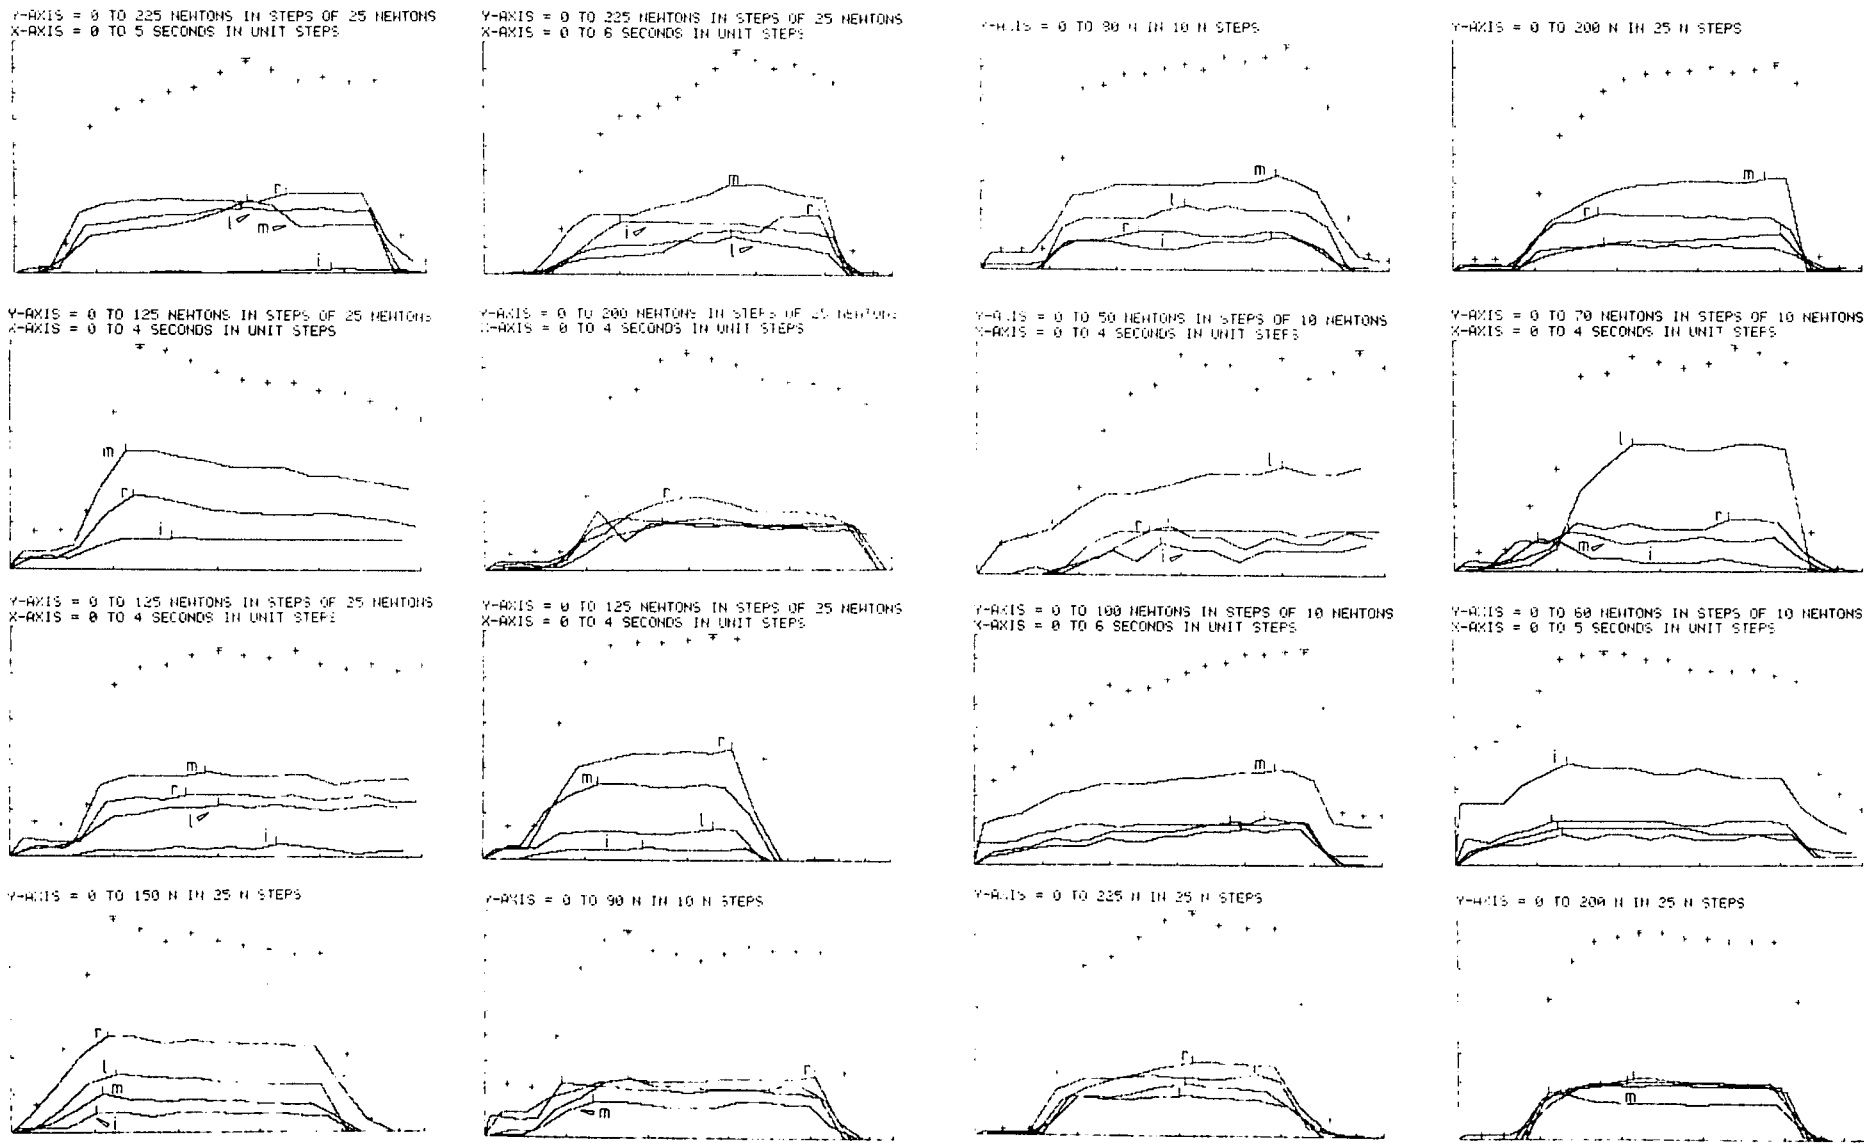 Y-AXIS = 0 TO 225 NEWTONS IN STEPS OF 25 NEWTONS
X-AXIS = 0 TO 5 SECONDS IN UNIT STEPS
r
l
m
i
Y-AXIS = 0 TO 225 NEWTONS IN STEPS OF 25 NEWTONS
X-AXIS = 0 TO 6 SECONDS IN UNIT STEPS
m
r
i
l
Y-AXIS = 0 TO 80 N IN 10 N STEPS
m
l
r
i
Y-AXIS = 0 TO 200 N IN 25 N STEPS
m
r
Y-AXIS = 0 TO 125 NEWTONS IN STEPS OF 25 NEWTONS
X-AXIS = 0 TO 4 SECONDS IN UNIT STEPS
m
r
i
Y-AXIS = 0 TO 200 NEWTONS IN STEPS OF 25 NEWTONS
X-AXIS = 0 TO 4 SECONDS IN UNIT STEPS
r
Y-AXIS = 0 TO 50 NEWTONS IN STEPS OF 10 NEWTONS
X-AXIS = 0 TO 4 SECONDS IN UNIT STEPS
l
r
i
Y-AXIS = 0 TO 70 NEWTONS IN STEPS OF 10 NEWTONS
X-AXIS = 0 TO 4 SECONDS IN UNIT STEPS
l
r
m
i
Y-AXIS = 0 TO 125 NEWTONS IN STEPS OF 25 NEWTONS
X-AXIS = 0 TO 4 SECONDS IN UNIT STEPS
m
r
l
i
Y-AXIS = 0 TO 125 NEWTONS IN STEPS OF 25 NEWTONS
X-AXIS = 0 TO 4 SECONDS IN UNIT STEPS
r
m
l
i
Y-AXIS = 0 TO 100 NEWTONS IN STEPS OF 10 NEWTONS
X-AXIS = 0 TO 6 SECONDS IN UNIT STEPS
m
Y-AXIS = 0 TO 60 NEWTONS IN STEPS OF 10 NEWTONS
X-AXIS = 0 TO 5 SECONDS IN UNIT STEPS
i
Y-AXIS = 0 TO 150 N IN 25 N STEPS
r
l
m
i
Y-AXIS = 0 TO 90 N IN 10 N STEPS
r
m
Y-AXIS = 0 TO 225 N IN 25 N STEPS
r
Y-AXIS = 0 TO 200 N IN 25 N STEPS
m